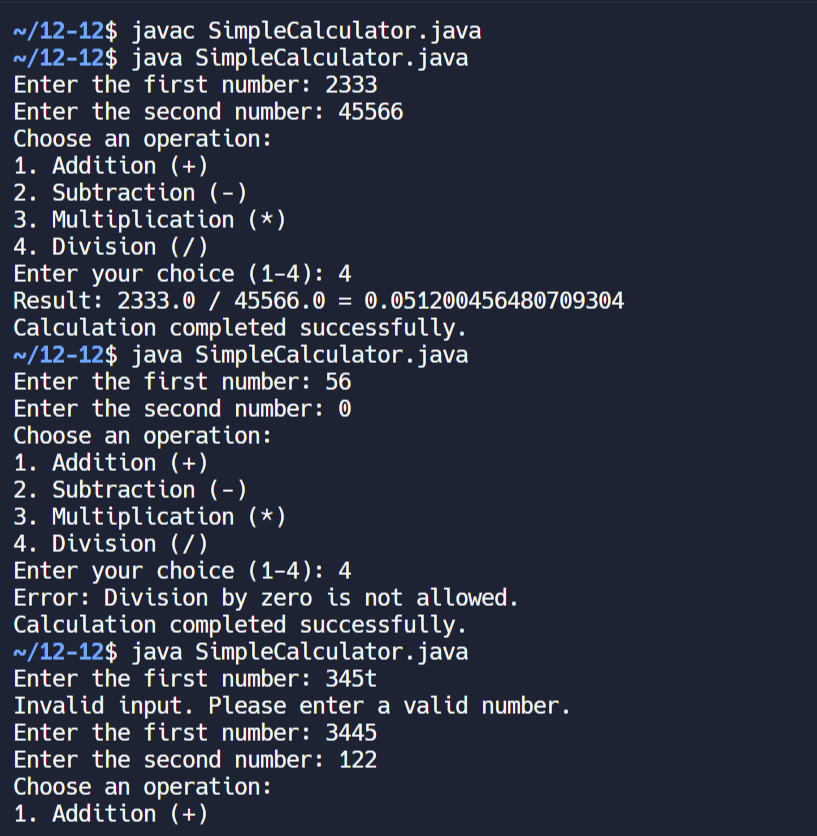 ~/12-12$ javac SimpleCalculator.java
~/12-12$ java SimpleCalculator.java
Enter the first number: 2333
Enter the second number: 45566
Choose an operation:
1. Addition (+)
2. Subtraction (-)
3. Multiplication (*)
4. Division (/)
Enter your choice (1-4): 4
Result: 2333.0 / 45566.0 = 0.051200456480709304
Calculation completed successfully.
~/12-12$ java SimpleCalculator.java
Enter the first number: 56
Enter the second number: 0
Choose an operation:
1. Addition (+)
2. Subtraction (-)
3. Multiplication (*)
4. Division (/)
Enter your choice (1-4): 4
Error: Division by zero is not allowed.
Calculation completed successfully.
~/12-12$ java SimpleCalculator.java
Enter the first number: 345t
Invalid input. Please enter a valid number.
Enter the first number: 3445
Enter the second number: 122
Choose an operation:
1. Addition (+)